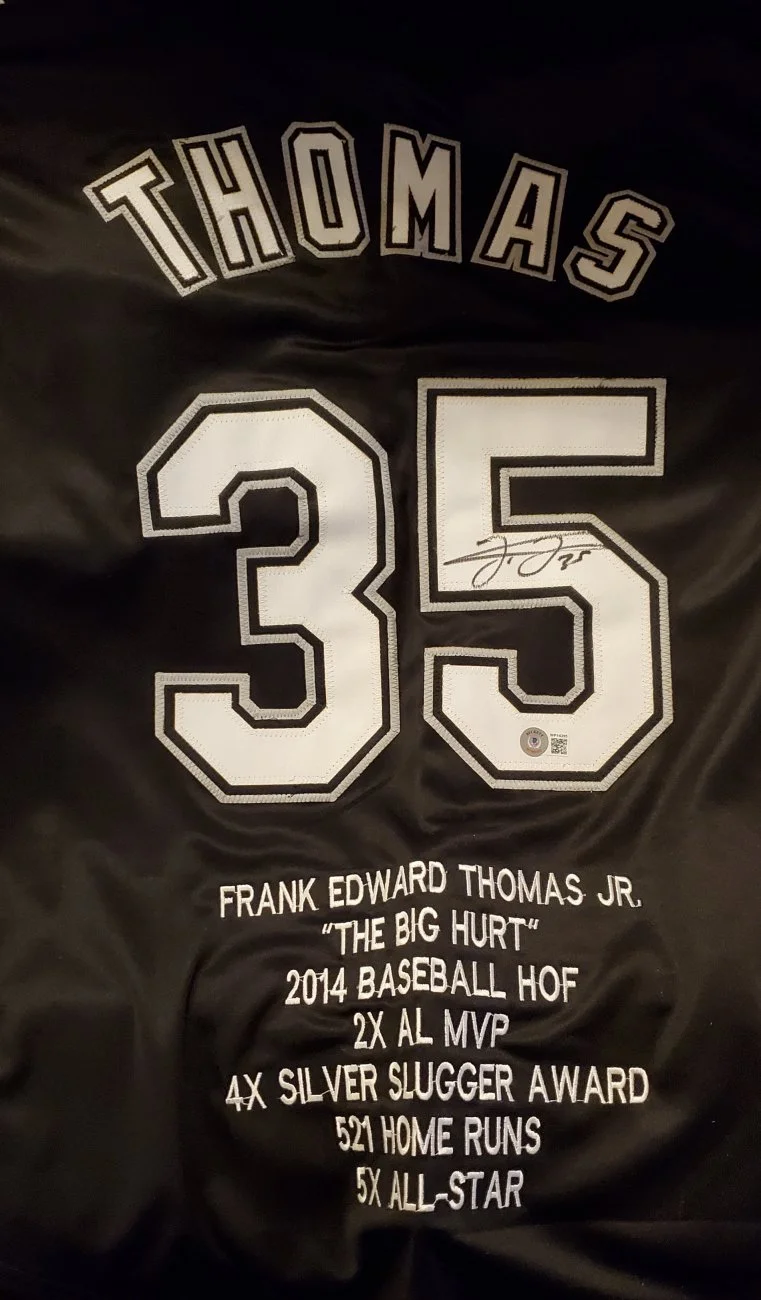 THOMAS
35
35
FRANK EDWARD THOMAS JR.
"THE BIG HURT"
2014 BASEBALL HOF
2X AL MVP
4X SILVER SLUGGER AWARD
521 HOME RUNS
5X ALL-STAR